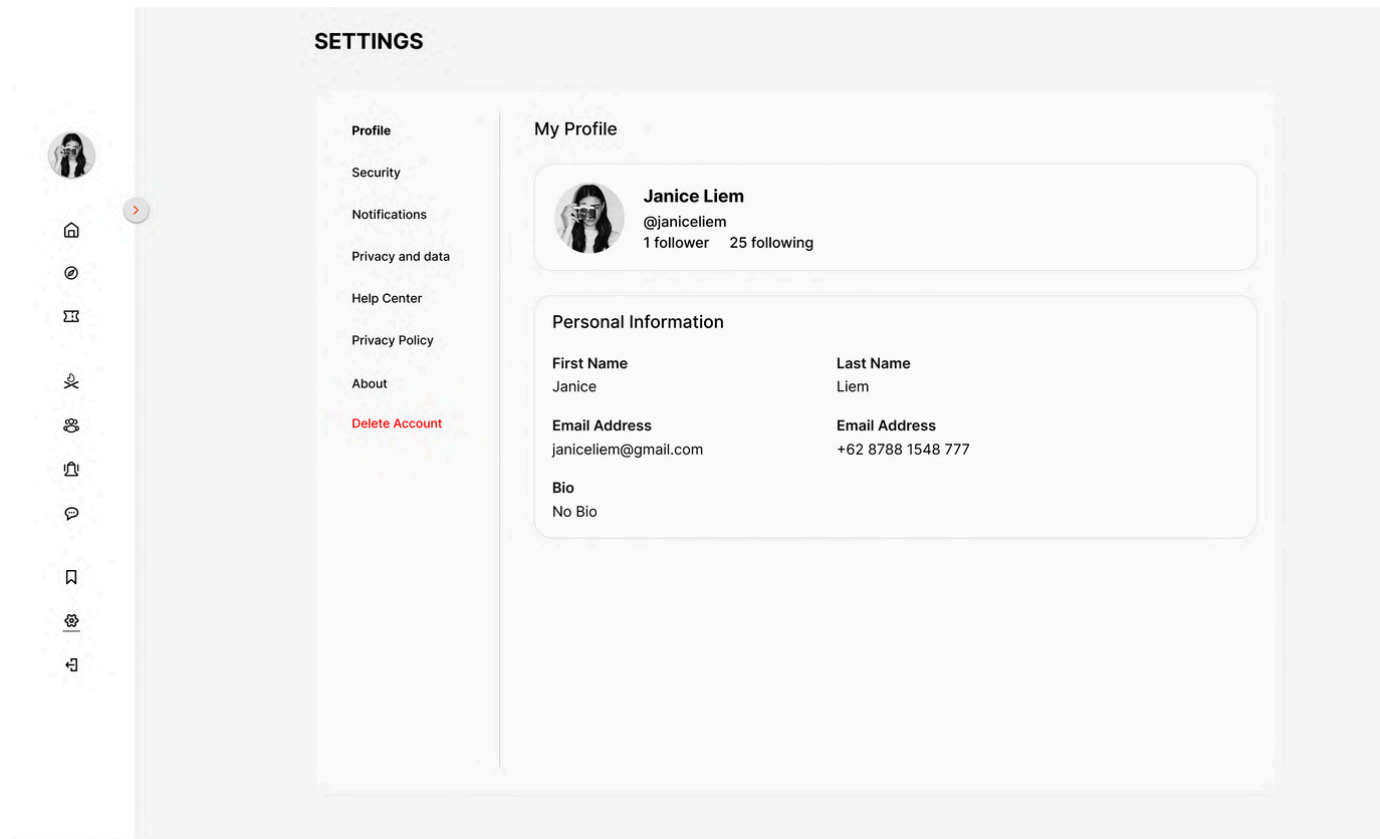 SETTINGS
Profile
Security
Notifications
Privacy and data
Help Center
Privacy Policy
About
Delete Account
My Profile
Janice Liem
@janiceliem
1 follower 25 following
Personal Information
First Name
Janice
Last Name
Liem
Email Address
janiceliem@gmail.com
Email Address
+62 8788 1548 777
Bio
No Bio